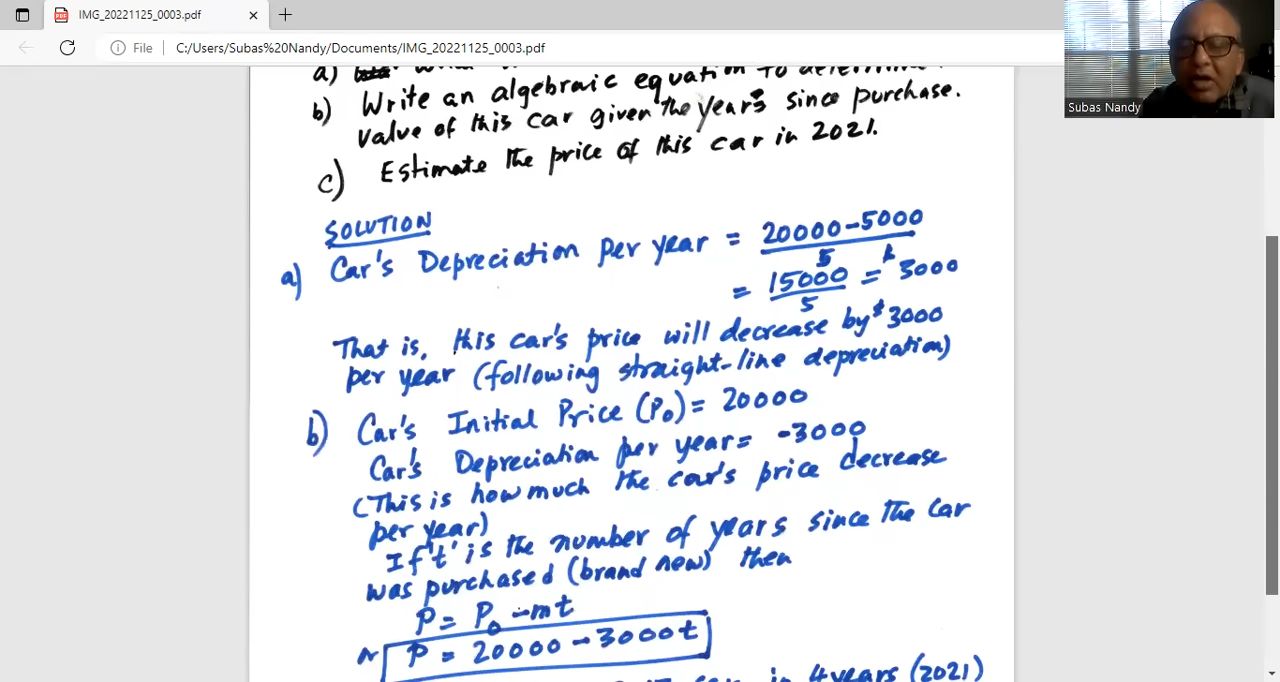 IMG_20221125_0003.pdf
File C:/Users/Subas%20Nandy/Documents/IMG_20221125_0003.pdf
Subas Nandy
a)
b) Write an algebraic equation to determine
value of this car given the years since purchase.
c) Estimate the price of this car in 2021.
SOLUTION
a) Car's Depreciation per year = 20000-5000
5
= 15000 = $3000
5
That is, this car's price will decrease by $3000
per year (following straight-line depreciation)
b) Car's Initial Price (P0) = 20000
Car's Depreciation per year= -3000
(This is how much the car's price decrease
per year)
If 't' is the number of years since the car
was purchased (brand new) then
P = P0 -mt
P = 20000 - 3000t
in 4 years (2021)